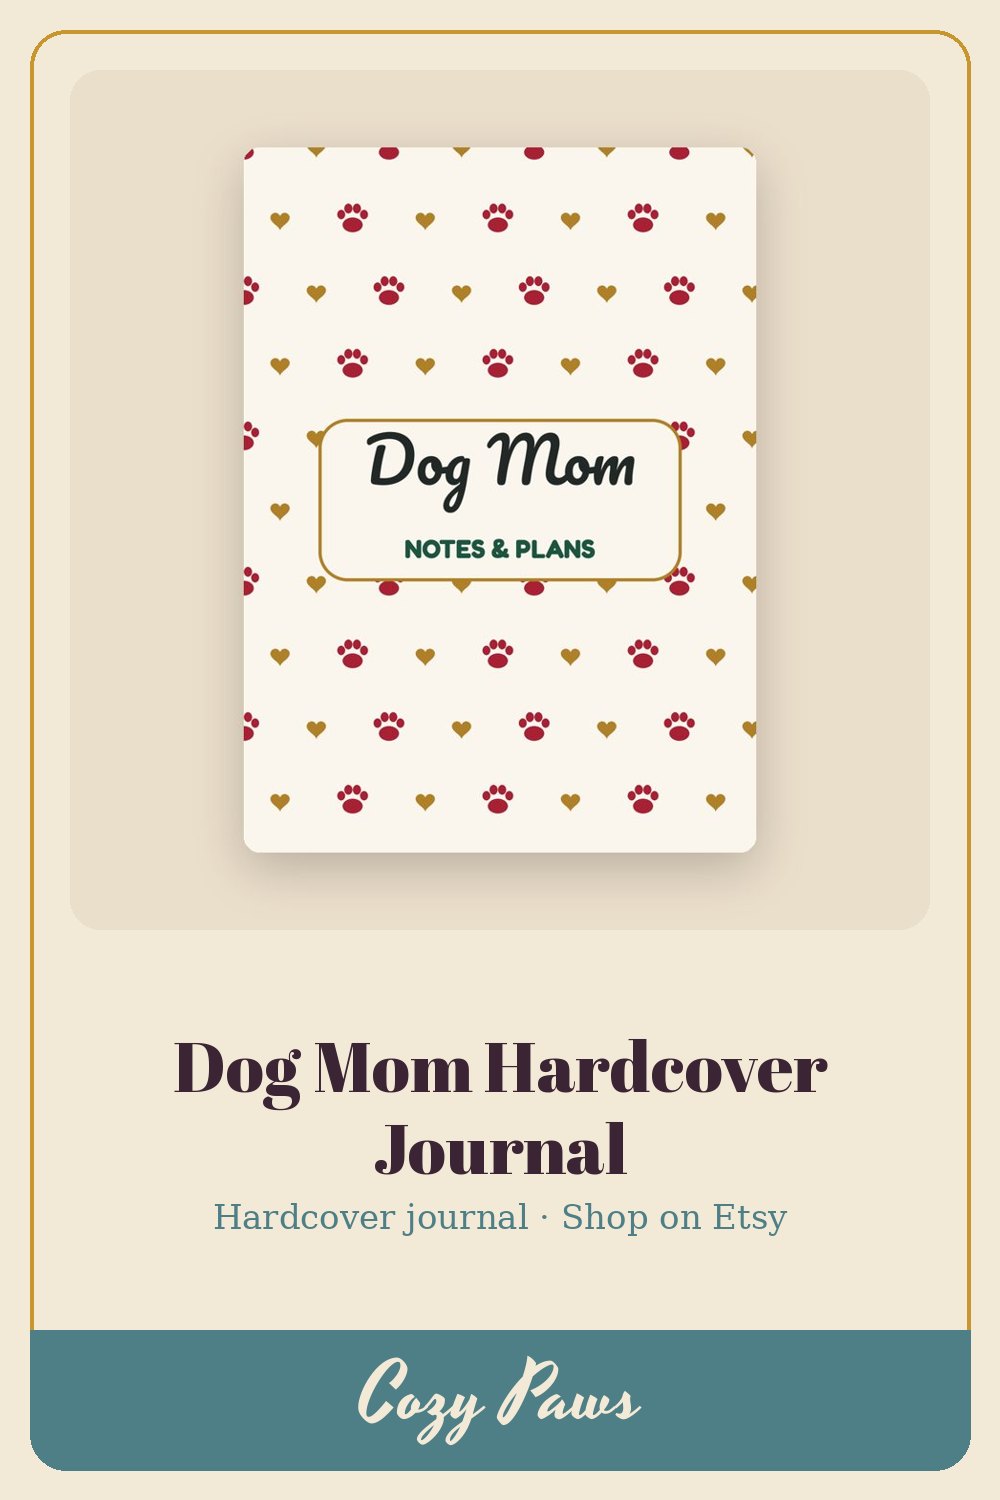 Dog Mom
NOTES & PLANS
Dog Mom Hardcover
Journal
Hardcover journal · Shop on Etsy
Cozy Paws